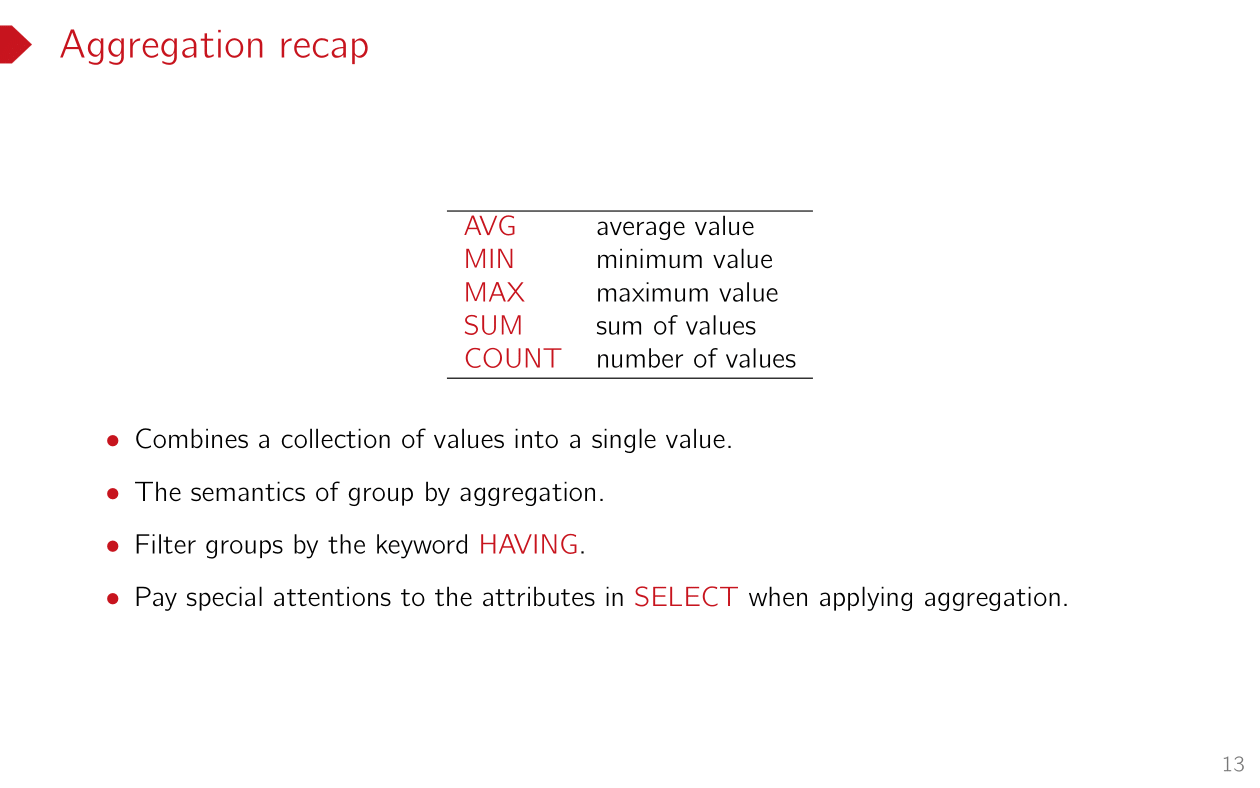 Aggregation recap
AVG average value
MIN minimum value
MAX maximum value
SUM sum of values
COUNT number of values
• Combines a collection of values into a single value.
• The semantics of group by aggregation.
• Filter groups by the keyword HAVING.
• Pay special attentions to the attributes in SELECT when applying aggregation.
13